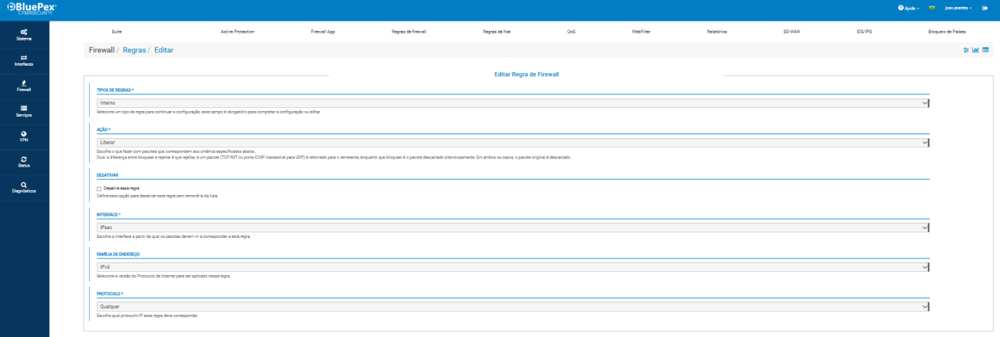 BluePex
CYBERSECURITY
Ajuda
joao.arantes
Sistema
Interfaces
Firewall
Serviços
VPN
Status
Diagnósticos
Suite
Active Protection
Firewall App
Regras de firewall
Regras de Nat
QoS
WebFilter
Relatórios
SD-WAN
IDS/IPS
Bloqueio de Países
Firewall / Regras / Editar
Editar Regra de Firewall
TIPOS DE REGRAS *
Interno
Selecione um tipo de regra para continuar a configuração, este campo é obrigatório para completar a configuração ou editar
AÇÃO *
Liberar
Escolha o que fazer com pacotes que correspondem aos critérios especificados abaixo.
Dica: a diferença entre bloquear e rejeitar é que rejeitar, é um pacote (TCP RST ou porta ICMP inacessível para UDP) é retornado para o remetente, enquanto que bloquear é o pacote descartado silenciosamente. Em ambos os casos, o pacote original é descartado.
DESATIVAR
Desative essa regra
Defina esta opção para desativar esta regra sem removê-la da lista.
INTERFACE *
IPsec
Escolha a interface a partir da qual os pacotes devem vir a corresponder a esta regra.
FAMÍLIA DE ENDEREÇO
IPv4
Selecione a versão do Protocolo de Internet para ser aplicado nessa regra.
PROTOCOLO *
Qualquer
Escolha qual protocolo IP essa regra deve corresponder.